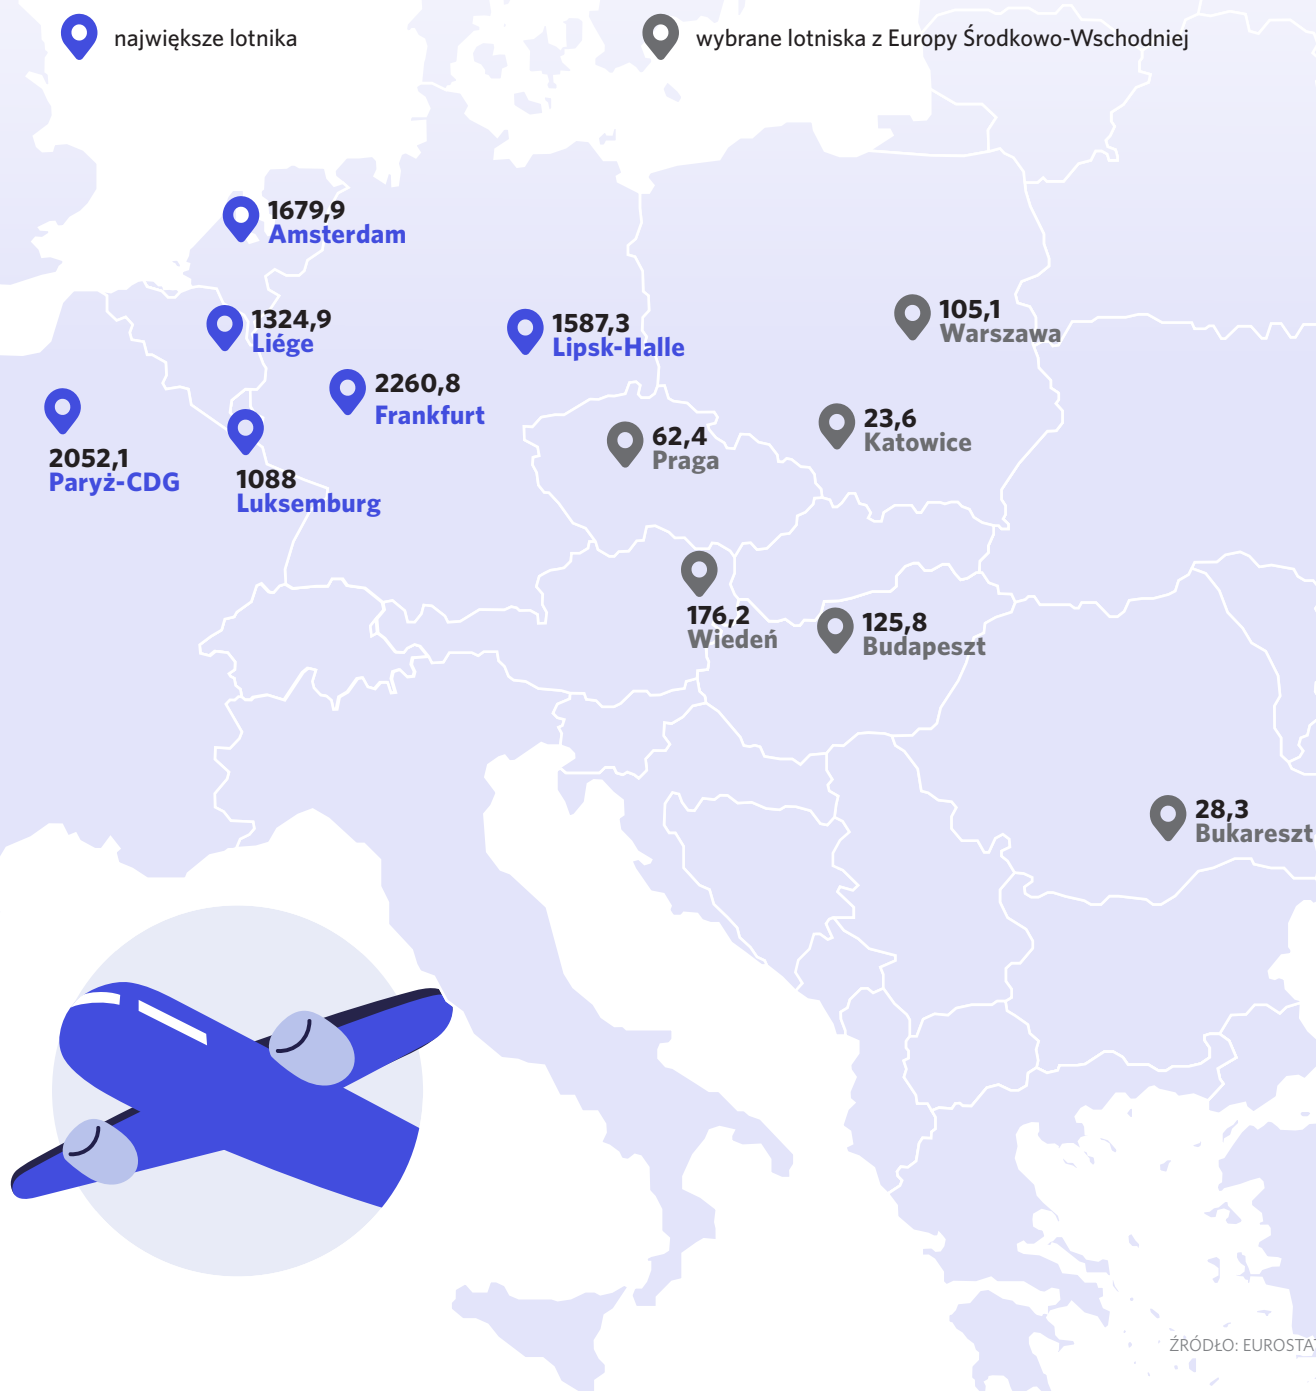 największe lotnika
wybrane lotniska z Europy Środkowo-Wschodniej
1679,9
Amsterdam
1324,9
Liége
1587,3
Lipsk-Halle
105,1
Warszawa
2260,8
Frankfurt
2052,1
Paryż-CDG
1088
Luksemburg
62,4
Praga
23,6
Katowice
176,2
Wiedeń
125,8
Budapeszt
28,3
Bukareszt
ŹRÓDŁO: EUROSTAT